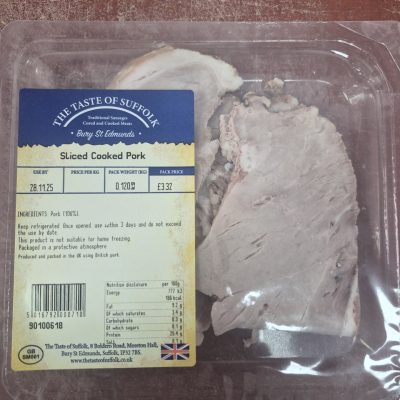 THE TASTE OF SUFFOLK
Traditional Sausages
Cured and Cooked Meats
Bury St Edmunds
Sliced Cooked Pork
USE BY PRICE PER KG PACK WEIGHT (KG) PACK PRICE
28.11.25 0.120 £3.32
INGREDIENTS Pork (100%).
Keep refrigerated Once opened use within 3 days and do not exceed
the use by date.
This product is not suitable for home freezing.
Packaged in a protective atmosphere
Produced and packed in the UK using British pork.
Nutrition disclosure per 100g
Energy
Fat
Of which saturates
Carbohydrate
Of which sugars
Protein
Salt
90100618
GB
SM001
The Taste of Suffolk, 8 Boldero Road, Moreton Hall,
Bury St Edmunds, Suffolk, IP32 7BS.
www.thetasteofsuffolk.co.uk